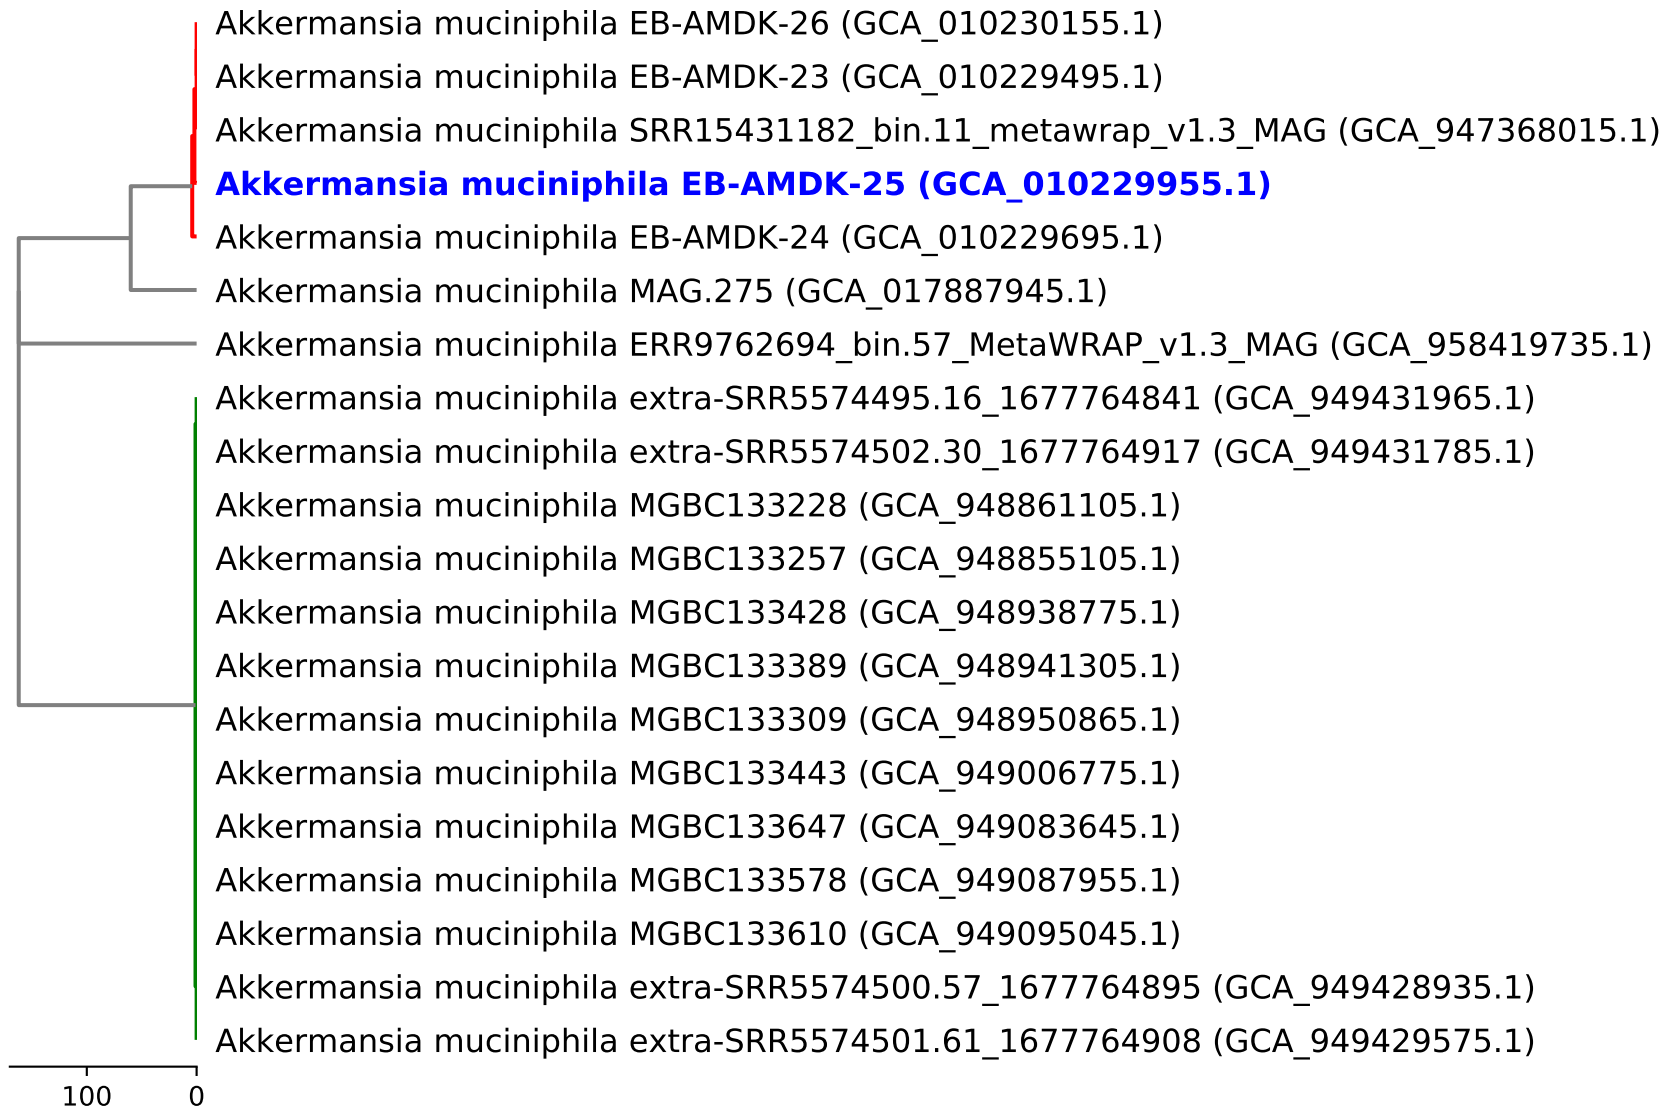 Akkermansia muciniphila EB-AMDK-26 (GCA_010230155.1)
Akkermansia muciniphila EB-AMDK-23 (GCA_010229495.1)
Akkermansia muciniphila SRR15431182_bin.11_metawrap_v1.3_MAG (GCA_947368015.1)
Akkermansia muciniphila EB-AMDK-25 (GCA_010229955.1)
Akkermansia muciniphila EB-AMDK-24 (GCA_010229695.1)
Akkermansia muciniphila MAG.275 (GCA_017887945.1)
Akkermansia muciniphila ERR9762694_bin.57_MetaWRAP_v1.3_MAG (GCA_958419735.1)
Akkermansia muciniphila extra-SRR5574495.16_1677764841 (GCA_949431965.1)
Akkermansia muciniphila extra-SRR5574502.30_1677764917 (GCA_949431785.1)
Akkermansia muciniphila MGBC133228 (GCA_948861105.1)
Akkermansia muciniphila MGBC133257 (GCA_948855105.1)
Akkermansia muciniphila MGBC133428 (GCA_948938775.1)
Akkermansia muciniphila MGBC133389 (GCA_948941305.1)
Akkermansia muciniphila MGBC133309 (GCA_948950865.1)
Akkermansia muciniphila MGBC133443 (GCA_949006775.1)
Akkermansia muciniphila MGBC133647 (GCA_949083645.1)
Akkermansia muciniphila MGBC133578 (GCA_949087955.1)
Akkermansia muciniphila MGBC133610 (GCA_949095045.1)
Akkermansia muciniphila extra-SRR5574500.57_1677764895 (GCA_949428935.1)
Akkermansia muciniphila extra-SRR5574501.61_1677764908 (GCA_949429575.1)
100 0